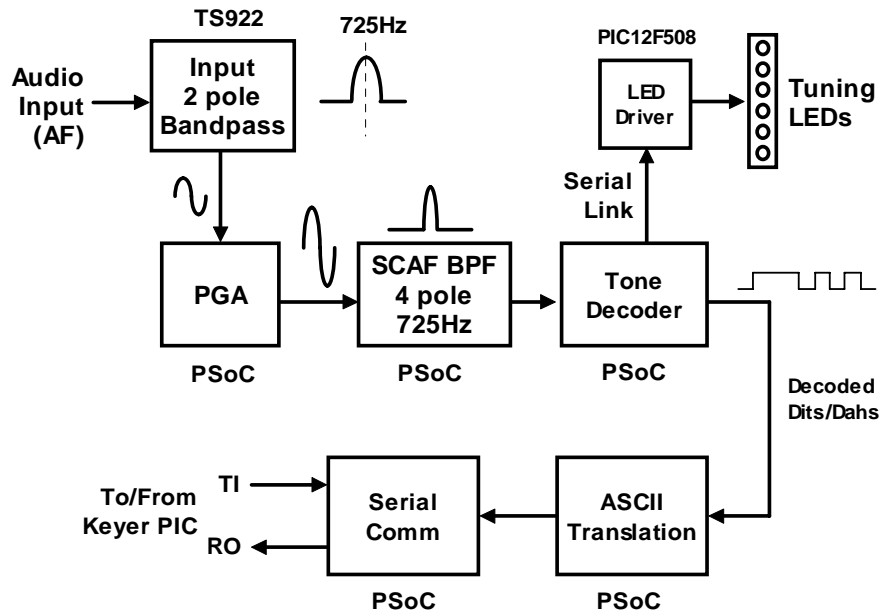 TS922
725Hz
PIC12F508
Audio
Input
(AF)
Input
2 pole
Bandpass
LED
Driver
Tuning
LEDs
Serial
Link
PGA
SCAF BPF
4 pole
725Hz
Tone
Decoder
PSoC
PSoC
PSoC
Decoded
Dits/Dahs
To/From
Keyer PIC
TI
RO
Serial
Comm
ASCII
Translation
PSoC
PSoC